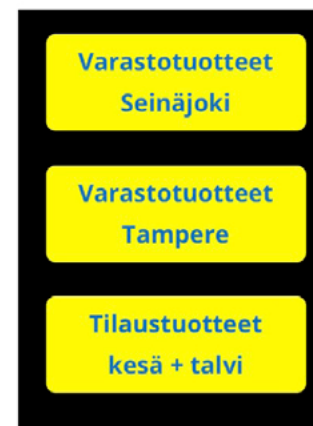 Varastotuotteet
Seinäjoki
Varastotuotteet
Tampere
Tilaustuotteet
kesä + talvi